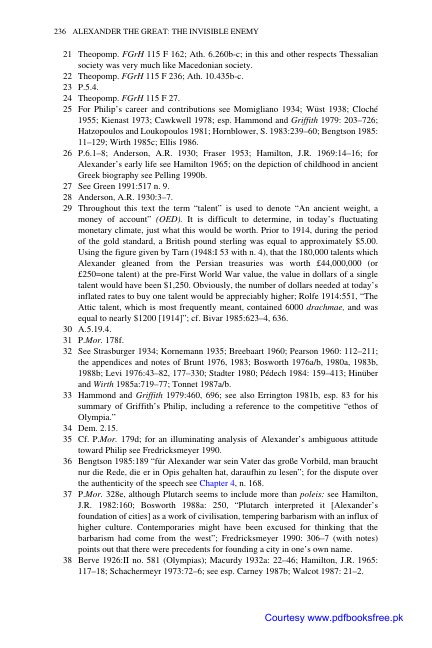 236 ALEXANDER THE GREAT: THE INVISIBLE ENEMY
21 Theopomp. FGrH 115 F 162; Ath. 6.260b-c; in this and other respects Thessalian
society was very much like Macedonian society.
22 Theopomp. FGrH 115 F 236; Ath. 10.435b-c.
23 P.5.4.
24 Theopomp. FGrH 115 F 27.
25 For Philip's career and contributions see Momigliano 1934; Wüst 1938; Cloché
1955; Kienast 1973; Cawkwell 1978; esp. Hammond and Griffith 1979: 203–726;
Hatzopoulos and Loukopoulos 1981; Hornblower, S. 1983:239–60; Bengtson 1985:
11–129; Wirth 1985c; Ellis 1986.
26 P.6.1–8; Anderson, A.R. 1930; Fraser 1953; Hamilton, J.R. 1969:14–16; for
Alexander's early life see Hamilton 1965; on the depiction of childhood in ancient
Greek biography see Pelling 1990b.
27 See Green 1991:517 n. 9.
28 Anderson, A.R. 1930:3–7.
29 Throughout this text the term "talent" is used to denote "An ancient weight, a
money of account" (OED). It is difficult to determine, in today's fluctuating
monetary climate, just what this would be worth. Prior to 1914, during the period
of the gold standard, a British pound sterling was equal to approximately $5.00.
Using the figure given by Tarn (1948:I 53 with n. 4), that the 180,000 talents which
Alexander gleaned from the Persian treasuries was worth £44,000,000 (or
£250=one talent) at the pre-First World War value, the value in dollars of a single
talent would have been $1,250. Obviously, the number of dollars needed at today's
inflated rates to buy one talent would be appreciably higher; Rolfe 1914:551, "The
Attic talent, which is most frequently meant, contained 6000 drachmae, and was
equal to nearly $1200 [1914]"; cf. Bivar 1985:623–4, 636.
30 A.5.19.4.
31 P.Mor. 178f.
32 See Strasburger 1934; Kornemann 1935; Breebaart 1960; Pearson 1960: 112–211;
the appendices and notes of Brunt 1976, 1983; Bosworth 1976a/b, 1980a, 1983b,
1988b; Levi 1976:43–82, 177–330; Stadter 1980; Pédech 1984: 159–413; Hinüber
and Wirth 1985a:719–77; Tonnet 1987a/b.
33 Hammond and Griffith 1979:460, 696; see also Errington 1981b, esp. 83 for his
summary of Griffith's Philip, including a reference to the competitive "ethos of
Olympia."
34 Dem. 2.15.
35 Cf. P.Mor. 179d; for an illuminating analysis of Alexander's ambiguous attitude
toward Philip see Fredricksmeyer 1990.
36 Bengtson 1985:189 "für Alexander war sein Vater das große Vorbild, man braucht
nur die Rede, die er in Opis gehalten hat, daraufhin zu lesen"; for the dispute over
the authenticity of the speech see Chapter 4, n. 168.
37 P.Mor. 328e, although Plutarch seems to include more than poleis: see Hamilton,
J.R. 1982:160; Bosworth 1988a: 250, "Plutarch interpreted it [Alexander's
foundation of cities] as a work of civilisation, tempering barbarism with an influx of
higher culture. Contemporaries might have been excused for thinking that the
barbarism had come from the west"; Fredricksmeyer 1990: 306–7 (with notes)
points out that there were precedents for founding a city in one's own name.
38 Berve 1926:II no. 581 (Olympias); Macurdy 1932a: 22–46; Hamilton, J.R. 1965:
117–18; Schachermeyr 1973:72–6; see esp. Carney 1987b; Walcot 1987: 21–2.
Courtesy www.pdfbooksfree.pk